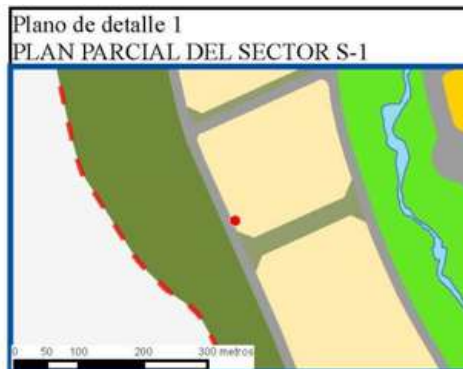 Plano de detalle 1
PLAN PARCIAL DEL SECTOR S-1
0 50 100 200 300 metros